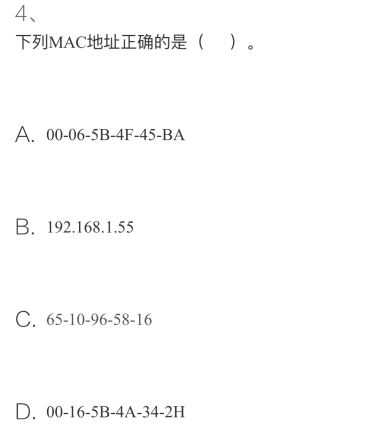 4、
下列MAC地址正确的是（　）。
A. 00-06-5B-4F-45-BA
B. 192.168.1.55
C. 65-10-96-58-16
D. 00-16-5B-4A-34-2H